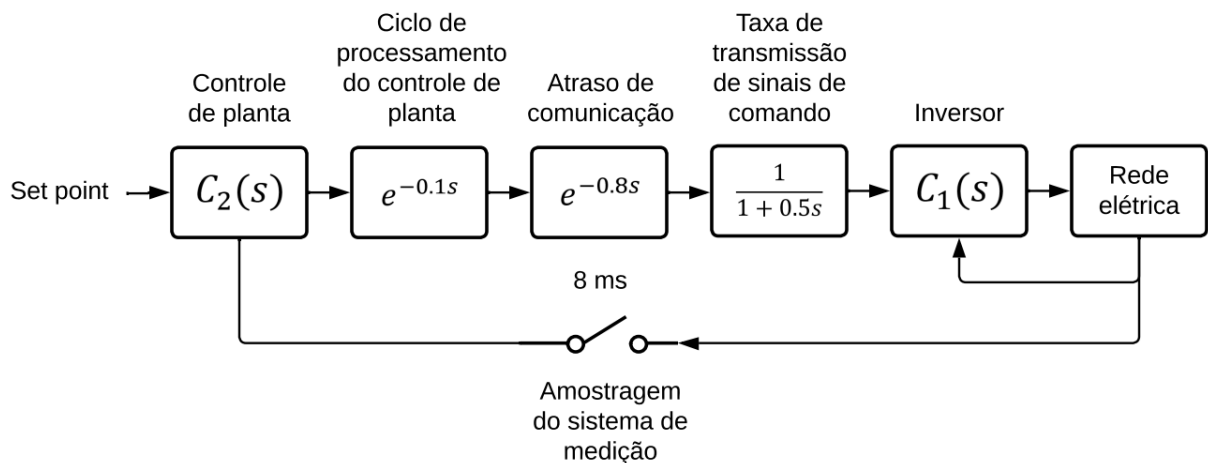 Ciclo de
processamento
do controle de
planta
Taxa de
transmissão
de sinais de
comando
Controle
de planta
Atraso de
comunicação
Inversor
Set point
C₂(s)
e^{-0.1s}
e^{-0.8s}
1
1 + 0.5s
C₁(s)
Rede
elétrica
8 ms
Amostragem
do sistema de
medição